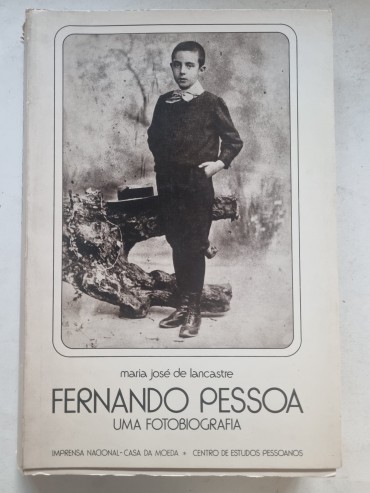 maria josé de lancastre
FERNANDO PESSOA
UMA FOTOBIOGRAFIA
IMPRENSA NACIONAL-CASA DA MOEDA • CENTRO DE ESTUDOS PESSOANOS